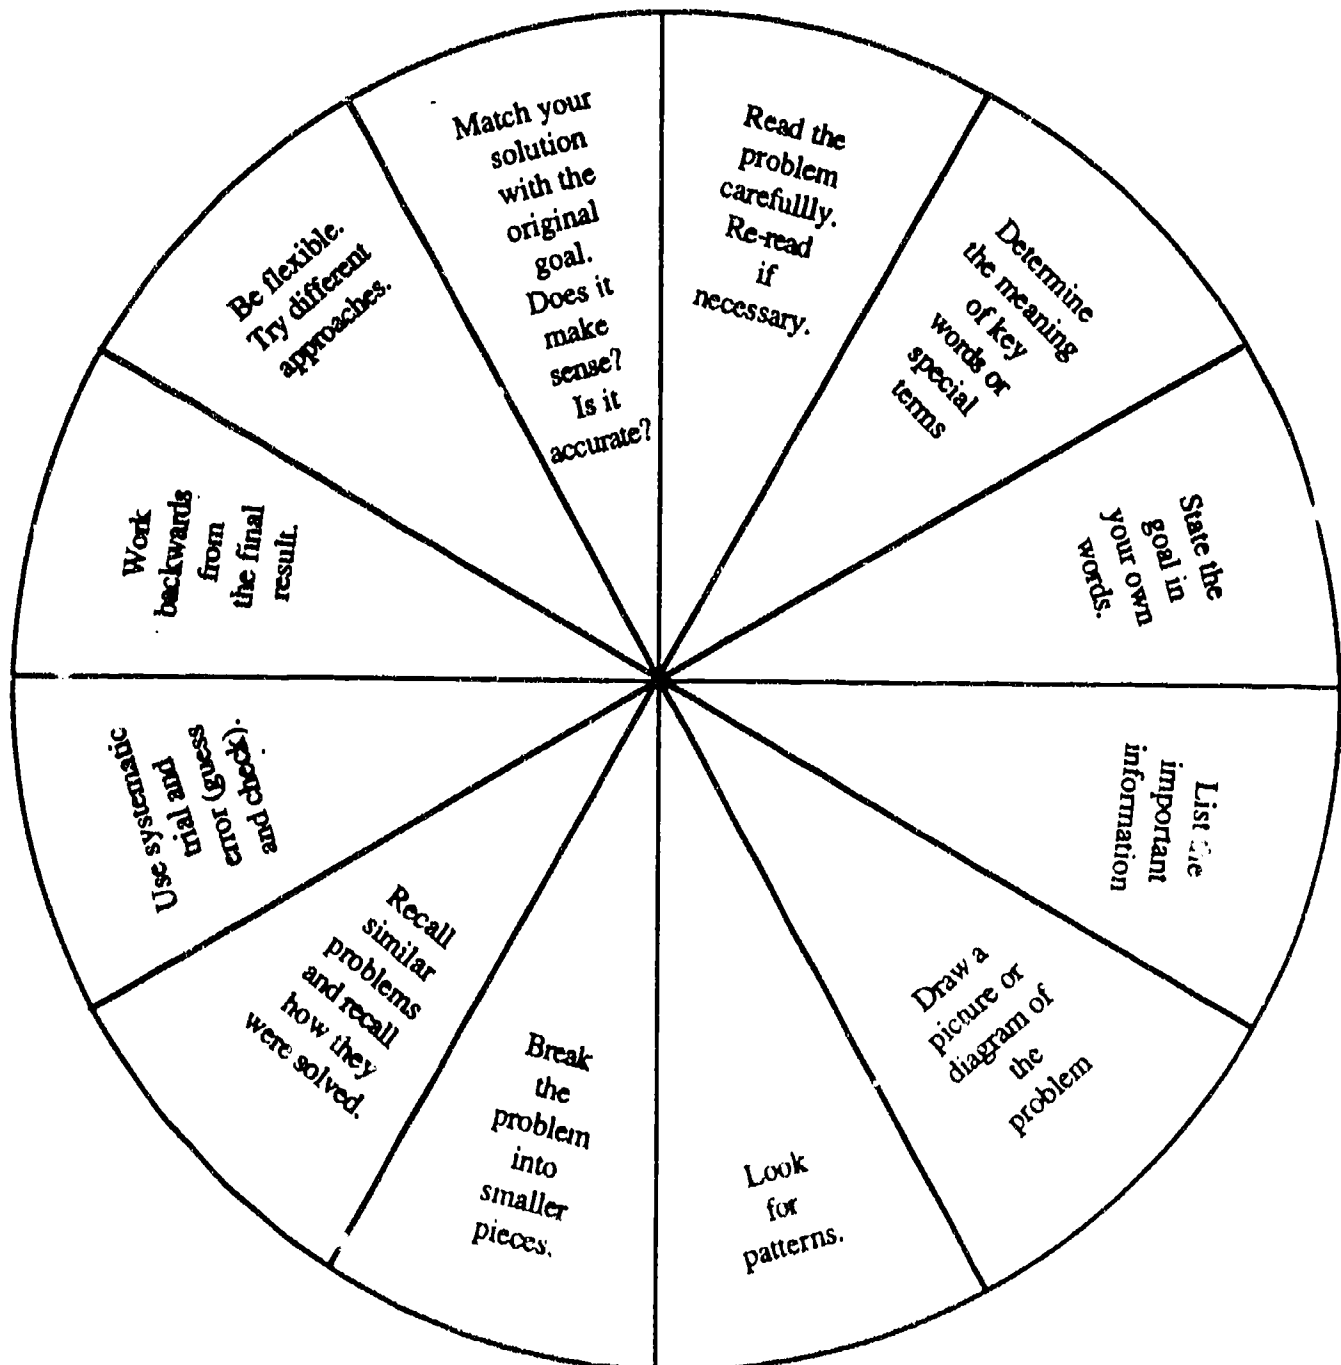 Read the
problem
carefullly.
Re-read
if
necessary.
Determine
the meaning
of key
words or
special
terms
State the
goal in
your own
words.
List the
important
information
Draw a
picture or
diagram of
the
problem
Look
for
patterns.
Break
the
problem
into
smaller
pieces.
Recall
similar
problems
and recall
how they
were solved.
Use systematic
trial and
error (guess
and check).
Work
backwards
from
the final
result.
Be flexible.
Try different
approaches.
Match your
solution
with the
original
goal.
Does it
make
sense?
Is it
accurate?